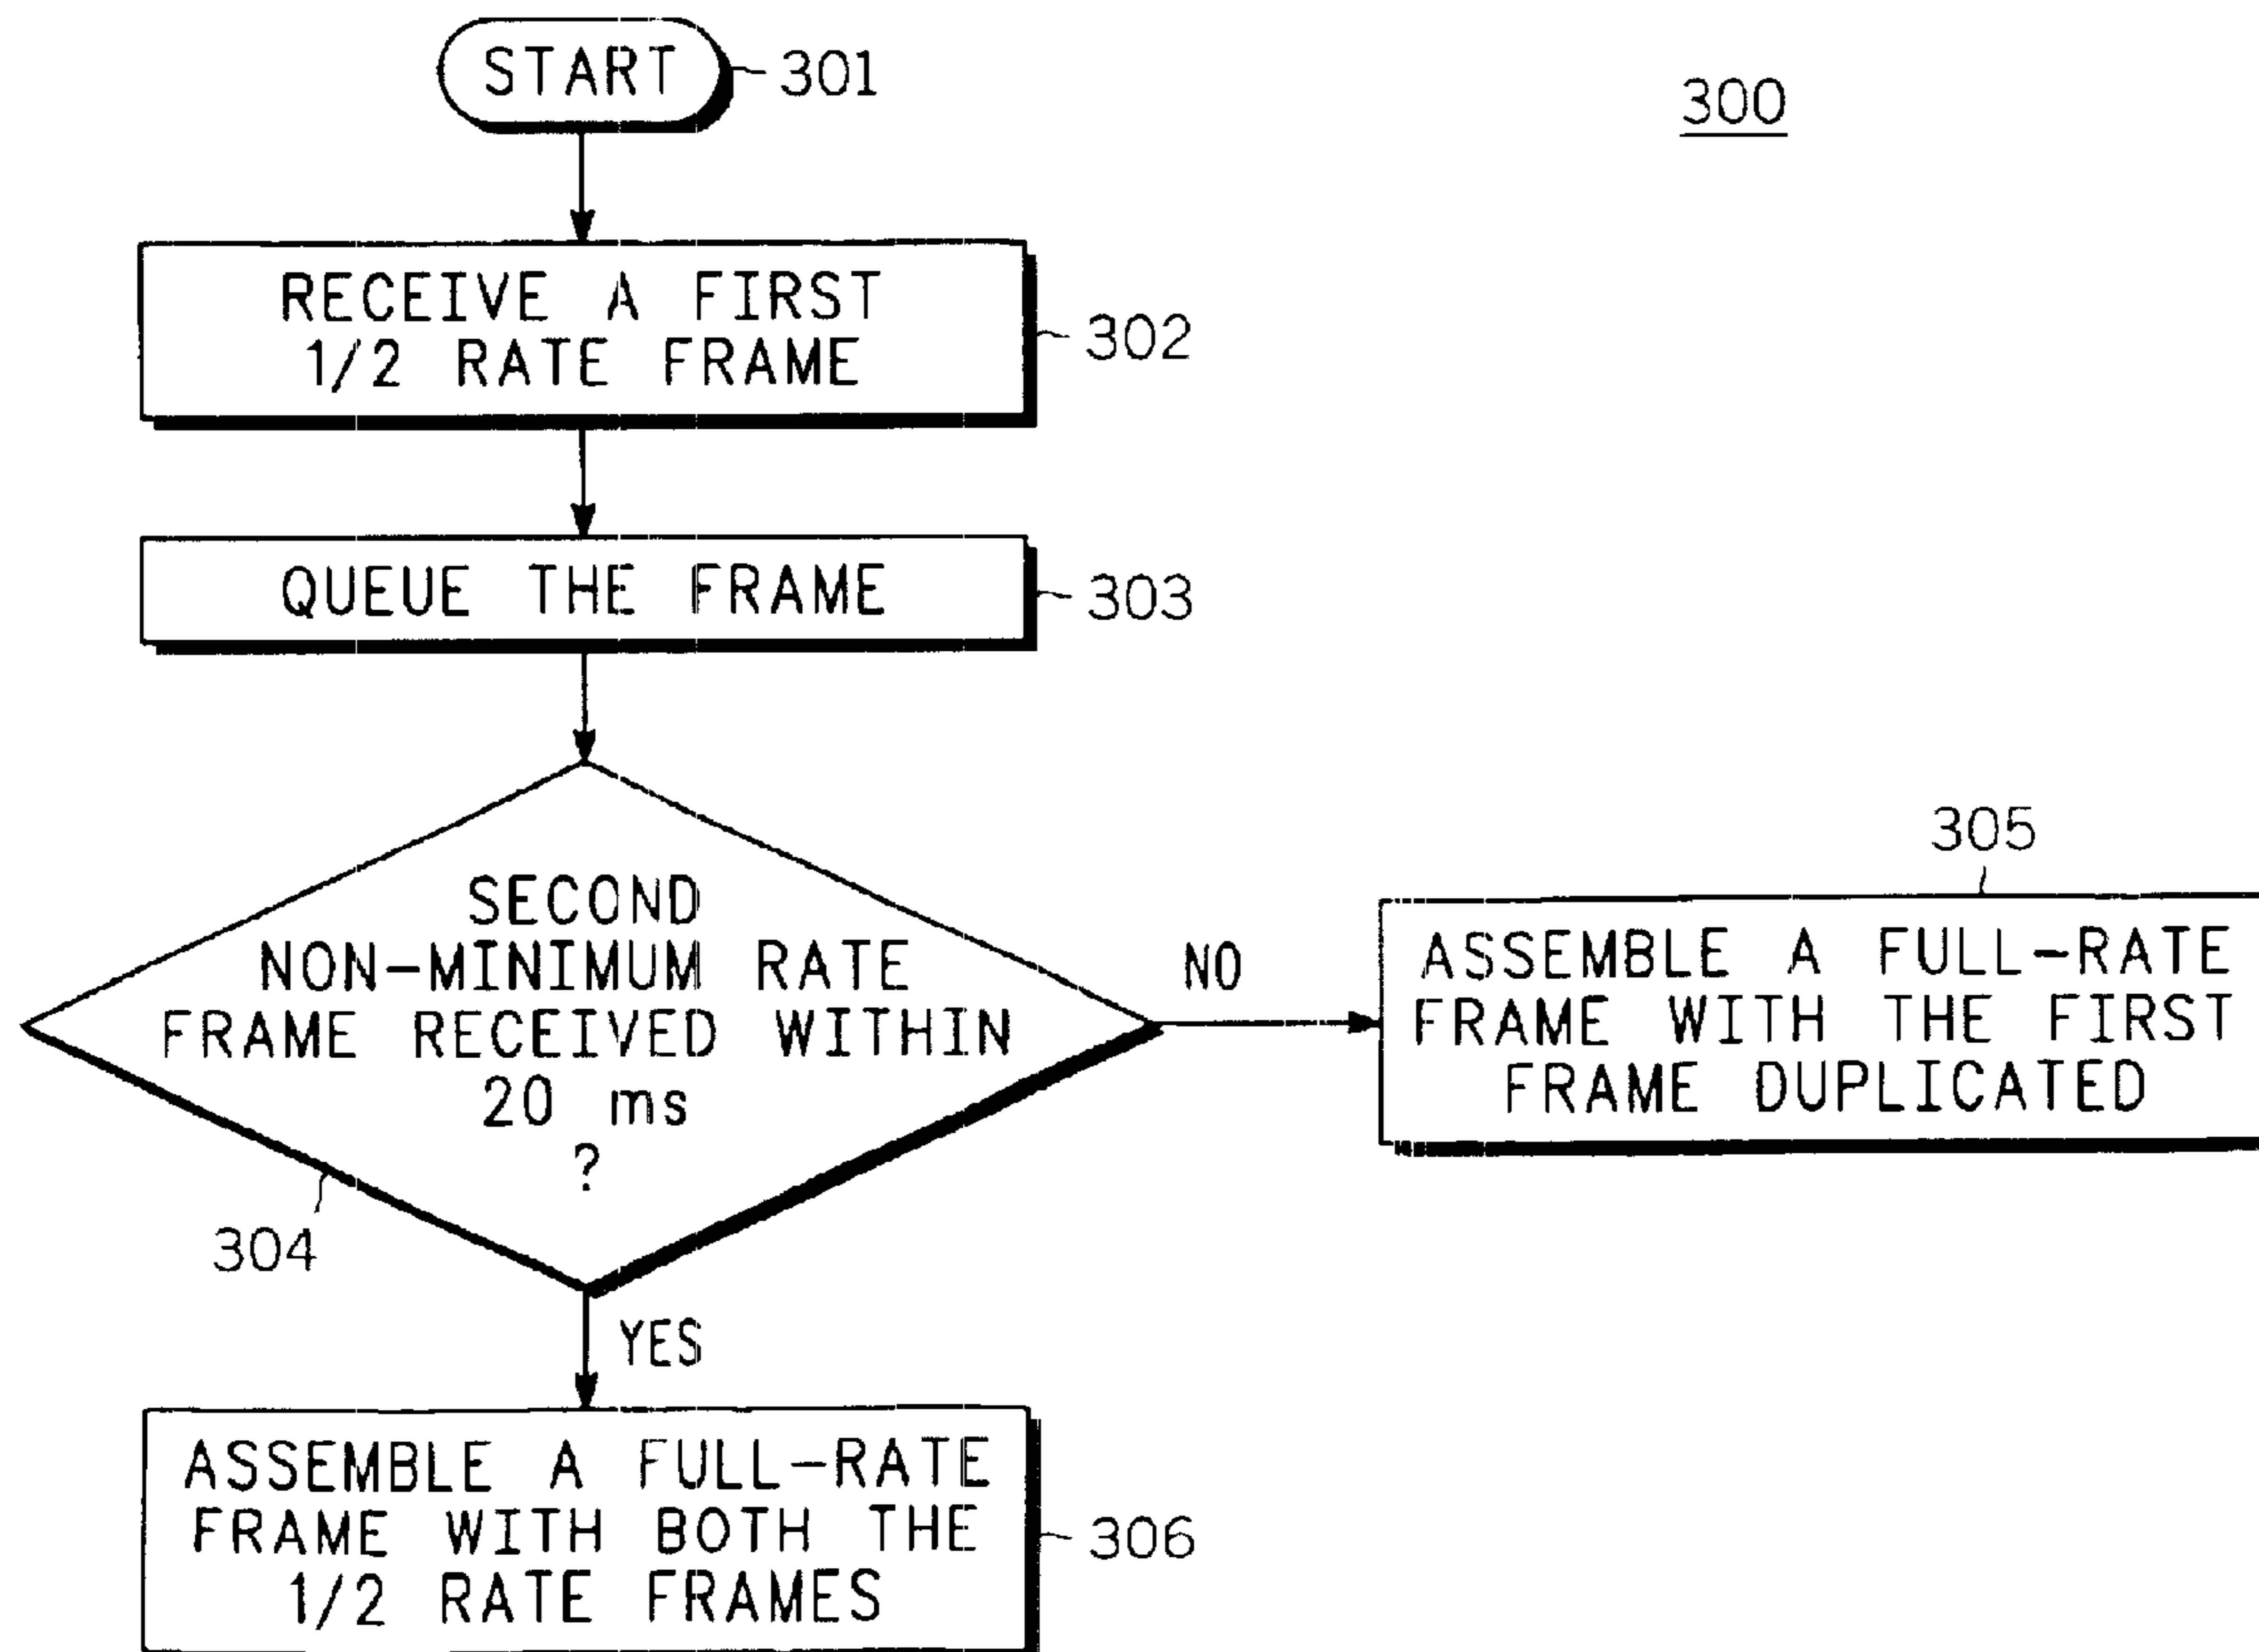 START
301
300
RECEIVE A FIRST
1/2 RATE FRAME
302
QUEUE THE FRAME
303
SECOND
NON-MINIMUM RATE
FRAME RECEIVED WITHIN
20 ms
?
304
NO
305
ASSEMBLE A FULL-RATE
FRAME WITH THE FIRST
FRAME DUPLICATED
YES
ASSEMBLE A FULL-RATE
FRAME WITH BOTH THE
1/2 RATE FRAMES
306